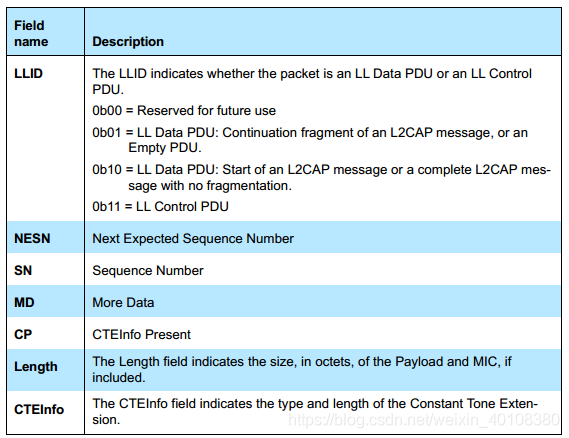 Field
name
Description
LLID
The LLID indicates whether the packet is an LL Data PDU or an LL Control
PDU.
0b00 = Reserved for future use
0b01 = LL Data PDU: Continuation fragment of an L2CAP message, or an
Empty PDU.
0b10 = LL Data PDU: Start of an L2CAP message or a complete L2CAP mes-
sage with no fragmentation.
0b11 = LL Control PDU
NESN
Next Expected Sequence Number
SN
Sequence Number
MD
More Data
CP
CTEInfo Present
Length
The Length field indicates the size, in octets, of the Payload and MIC, if
included.
CTEInfo
The CTEInfo field indicates the type and length of the Constant Tone Exten-
sion.
https://blog.csdn.net/weixin_40108380